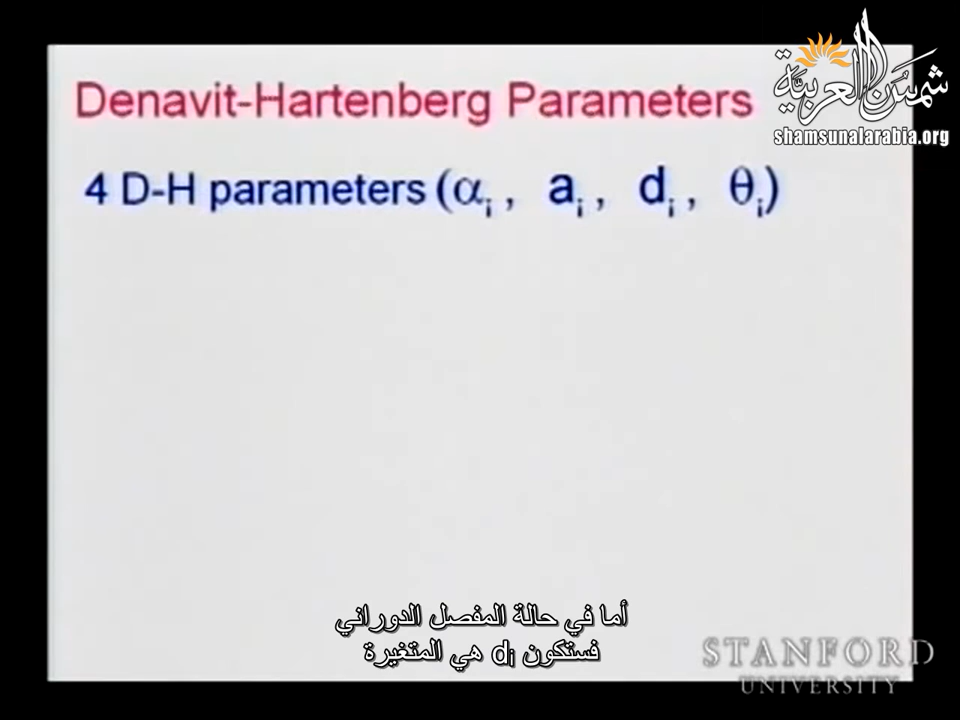 شمس العربية
shamsunalarabia.org
Denavit-Hartenberg Parameters
4 D-H parameters (αᵢ , aᵢ , dᵢ , θᵢ)
أما في حالة المفصل الدوراني
فستكون dᵢ هي المتغيرة
STANFORD
UNIVERSITY